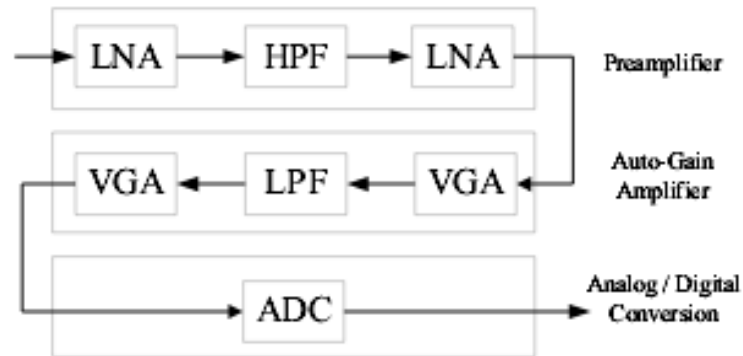 LNA HPF LNA
Preamplifier
Auto-Gain
Amplifier
VGA LPF VGA
Analog / Digital
Conversion
ADC